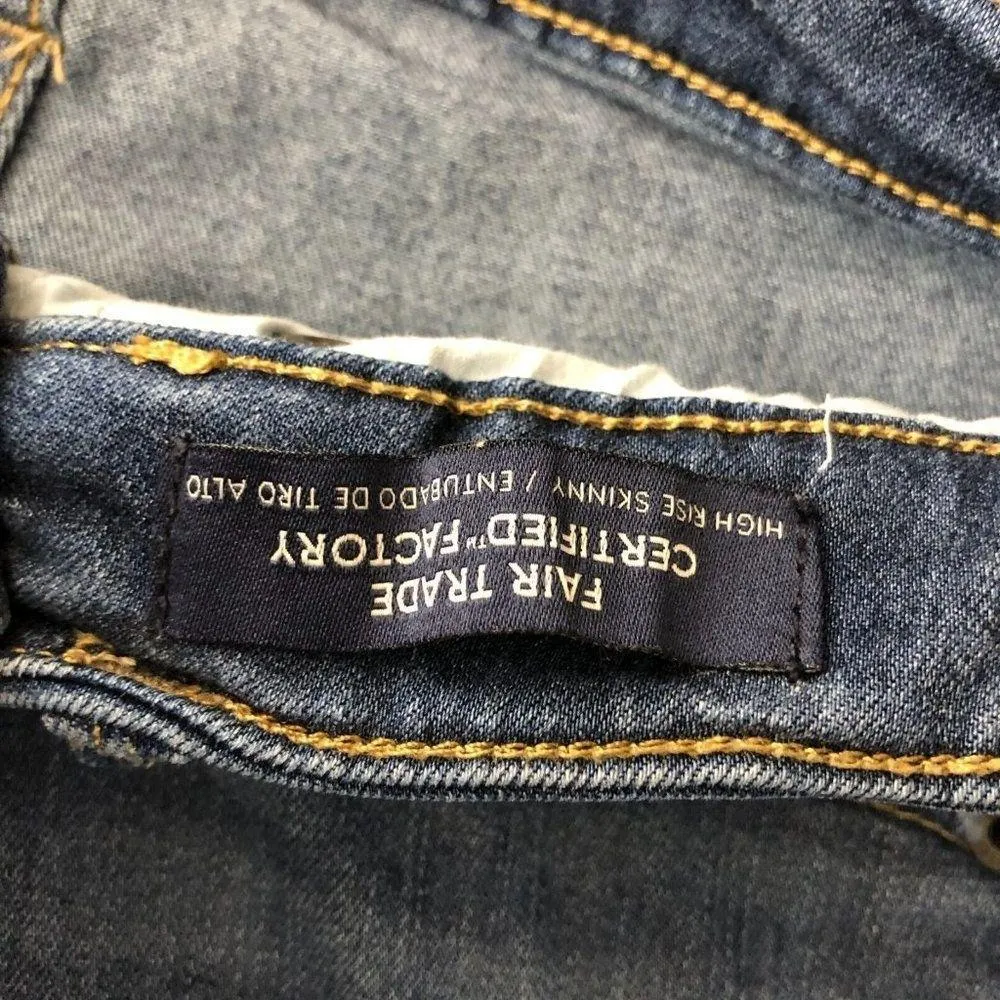 FAIR TRADE
CERTIFIED™ FACTORY
HIGH RISE SKINNY / ENTUBADO DE TIRO ALTO